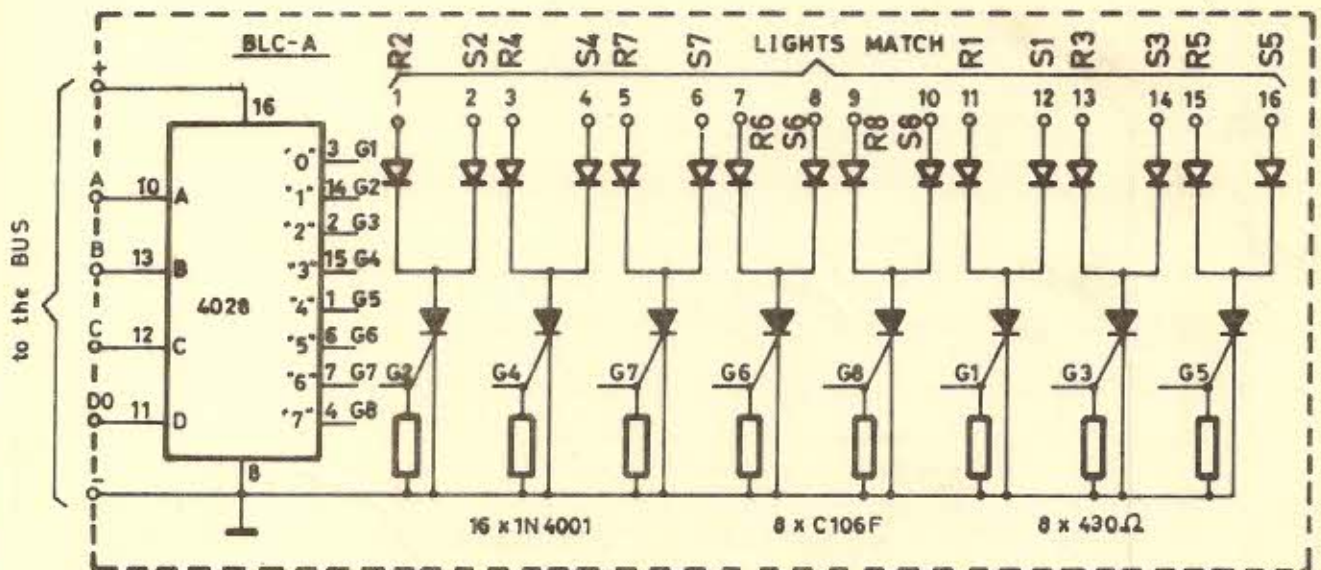 BLC-A
LIGHTS MATCH
R2 S2 R4 S4 R7 S7 R1 S1 R3 S3 R5 S5
1 2 3 4 5 6 7 8 9 10 11 12 13 14 15 16
R6 S6 R8 S8
+
16
"0" 3 G1
A 10 A
"1" 14 G2
"2" 2 G3
B 13 B
"3" 15 G4
4028
"4" 1 G5
C 12 C
"5" 6 G6
"6" 7 G7
D0 11 D
"7" 4 G8
G2 G4 G7 G6 G8 G1 G3 G5
8
-
to the BUS
16 x 1N4001
8 x C106F
8 x 430Ω